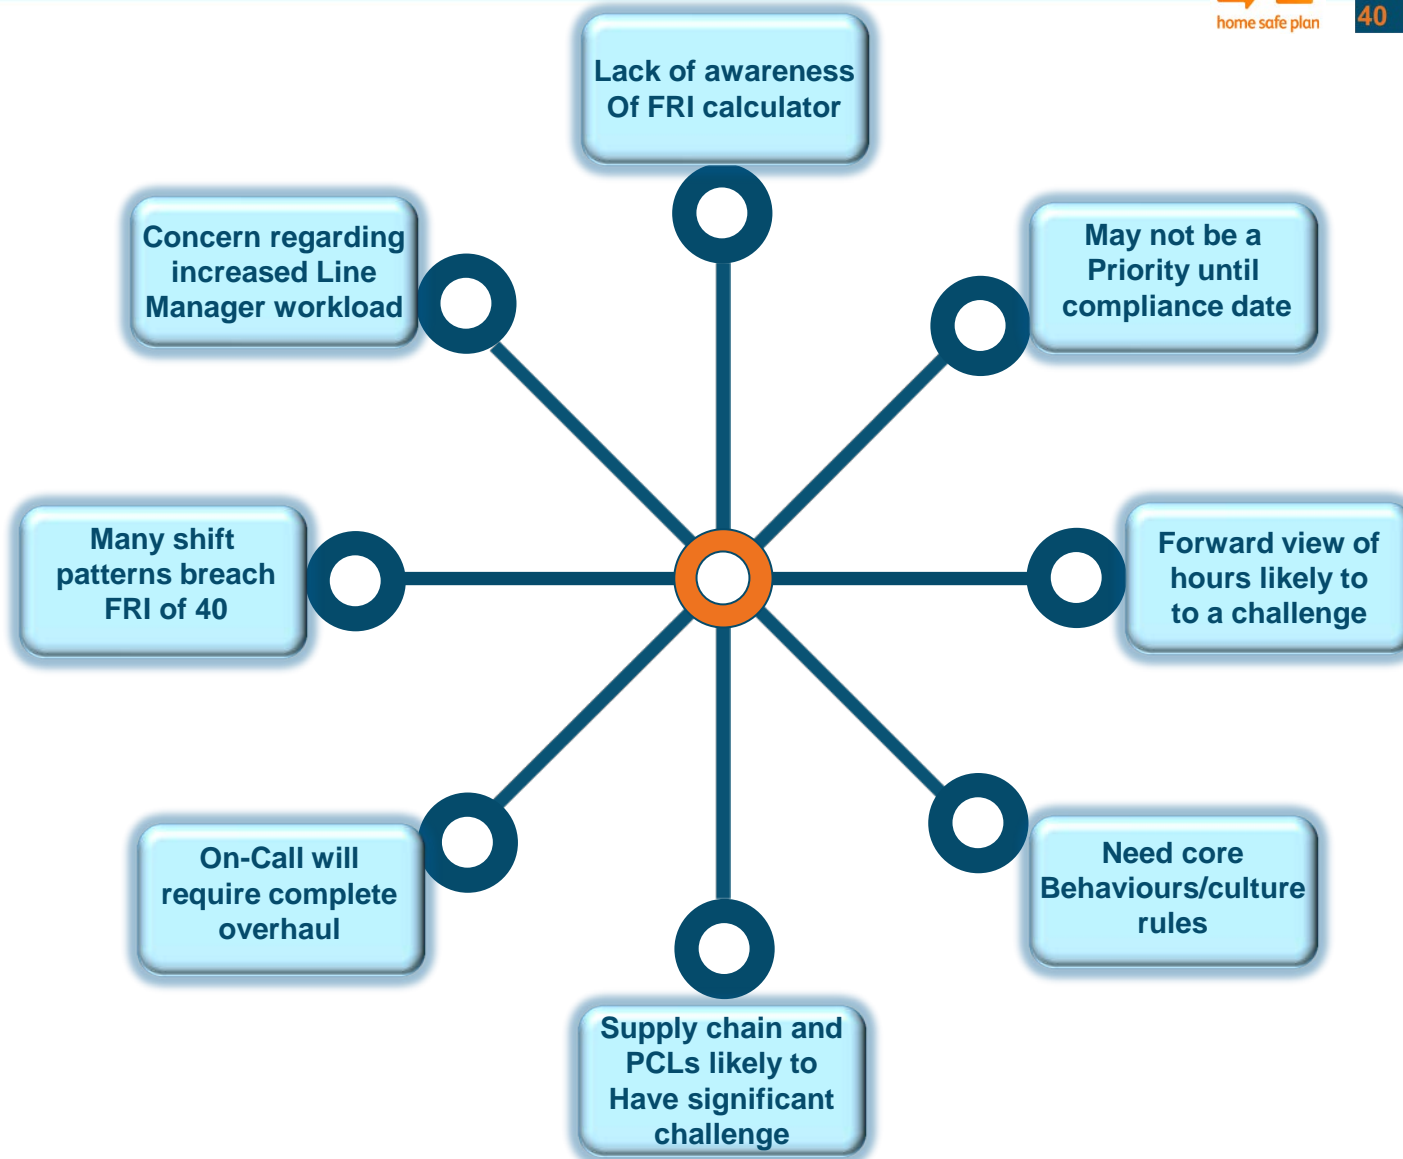 home safe plan
40
Lack of awareness
Of FRI calculator
Concern regarding
increased Line
Manager workload
May not be a
Priority until
compliance date
Many shift
patterns breach
FRI of 40
Forward view of
hours likely to
to a challenge
On-Call will
require complete
overhaul
Need core
Behaviours/culture
rules
Supply chain and
PCLs likely to
Have significant
challenge